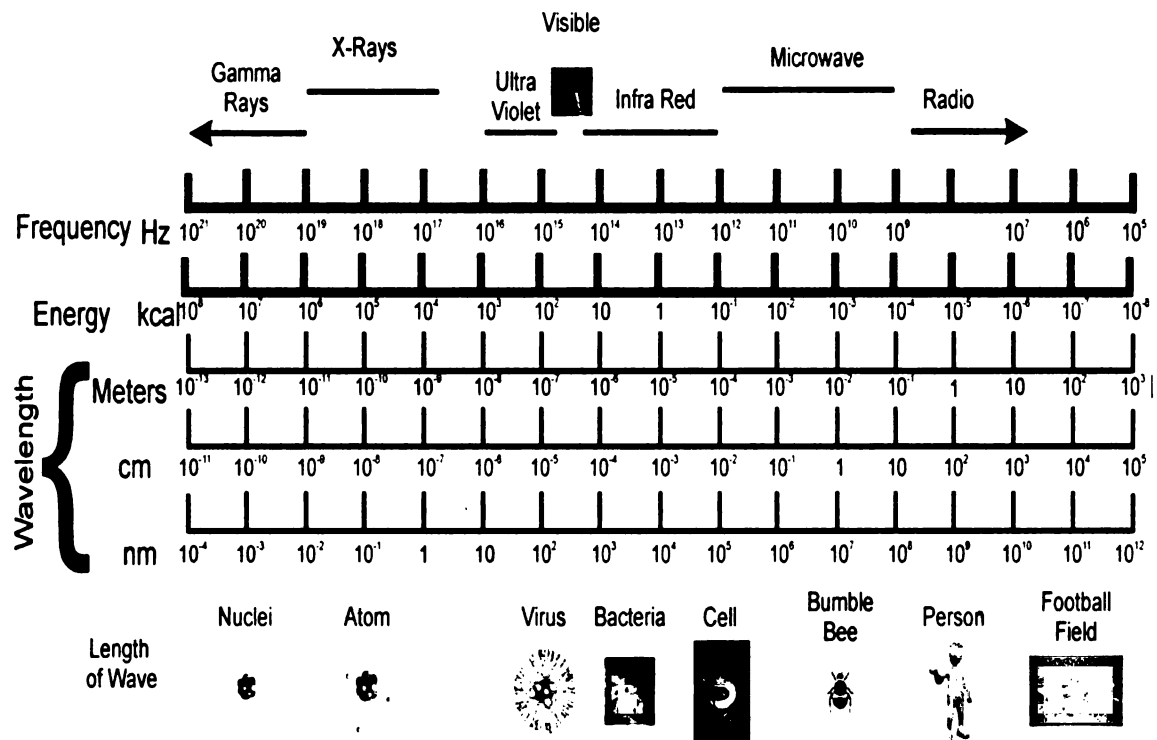 Visible
X-Rays
Microwave
Gamma
Rays
Ultra
Violet
Infra Red
Radio
Frequency Hz 10²¹ 10²⁰ 10¹⁹ 10¹⁸ 10¹⁷ 10¹⁶ 10¹⁵ 10¹⁴ 10¹³ 10¹² 10¹¹ 10¹⁰ 10⁹ 10⁷ 10⁶ 10⁵
Energy kcal 10⁸ 10⁷ 10⁶ 10⁵ 10⁴ 10³ 10² 10 1 10⁻¹ 10⁻² 10⁻³ 10⁻⁴ 10⁻⁵ 10⁻⁶ 10⁻⁷ 10⁻⁸
Wavelength
Meters 10⁻¹³ 10⁻¹² 10⁻¹¹ 10⁻¹⁰ 10⁻⁹ 10⁻⁸ 10⁻⁷ 10⁻⁶ 10⁻⁵ 10⁻⁴ 10⁻³ 10⁻² 10⁻¹ 1 10 10² 10³
cm 10⁻¹¹ 10⁻¹⁰ 10⁻⁹ 10⁻⁸ 10⁻⁷ 10⁻⁶ 10⁻⁵ 10⁻⁴ 10⁻³ 10⁻² 10⁻¹ 1 10 10² 10³ 10⁴ 10⁵
nm 10⁻⁴ 10⁻³ 10⁻² 10⁻¹ 1 10 10² 10³ 10⁴ 10⁵ 10⁶ 10⁷ 10⁸ 10⁹ 10¹⁰ 10¹¹ 10¹²
Length
of Wave
Nuclei
Atom
Virus
Bacteria
Cell
Bumble
Bee
Person
Football
Field